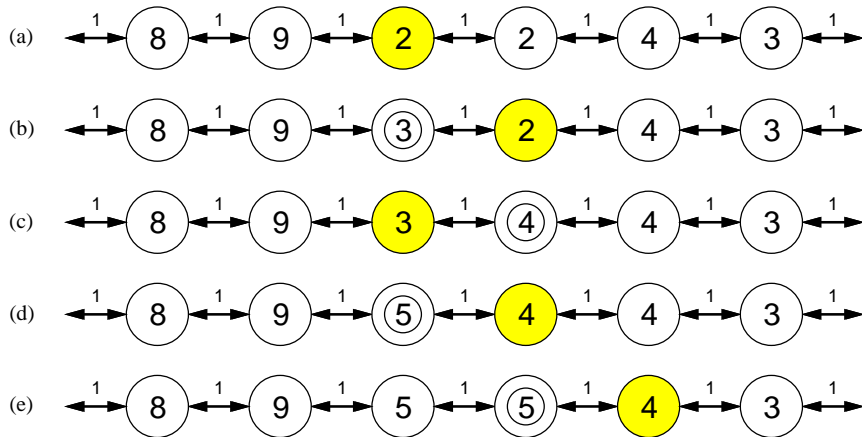 1 1 1 1 1 1 1
(a) 8 9 2 2 4 3
1 1 1 1 1 1 1
(b) 8 9 3 2 4 3
1 1 1 1 1 1 1
(c) 8 9 3 4 4 3
1 1 1 1 1 1 1
(d) 8 9 5 4 4 3
1 1 1 1 1 1 1
(e) 8 9 5 5 4 3